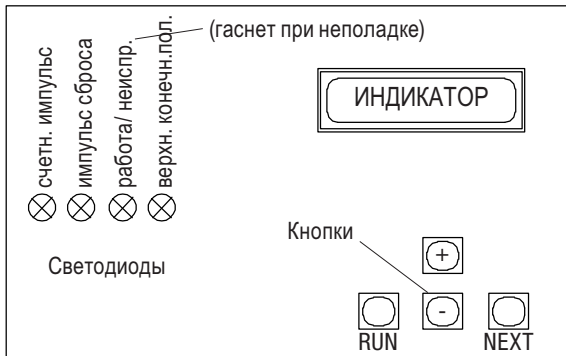 счетн. импульс
импульс сброса
работа/ неиспр.
верхн. конечн.пол.
(гаснет при неполадке)
ИНДИКАТОР
Светодиоды
Кнопки
+
-
RUN
NEXT